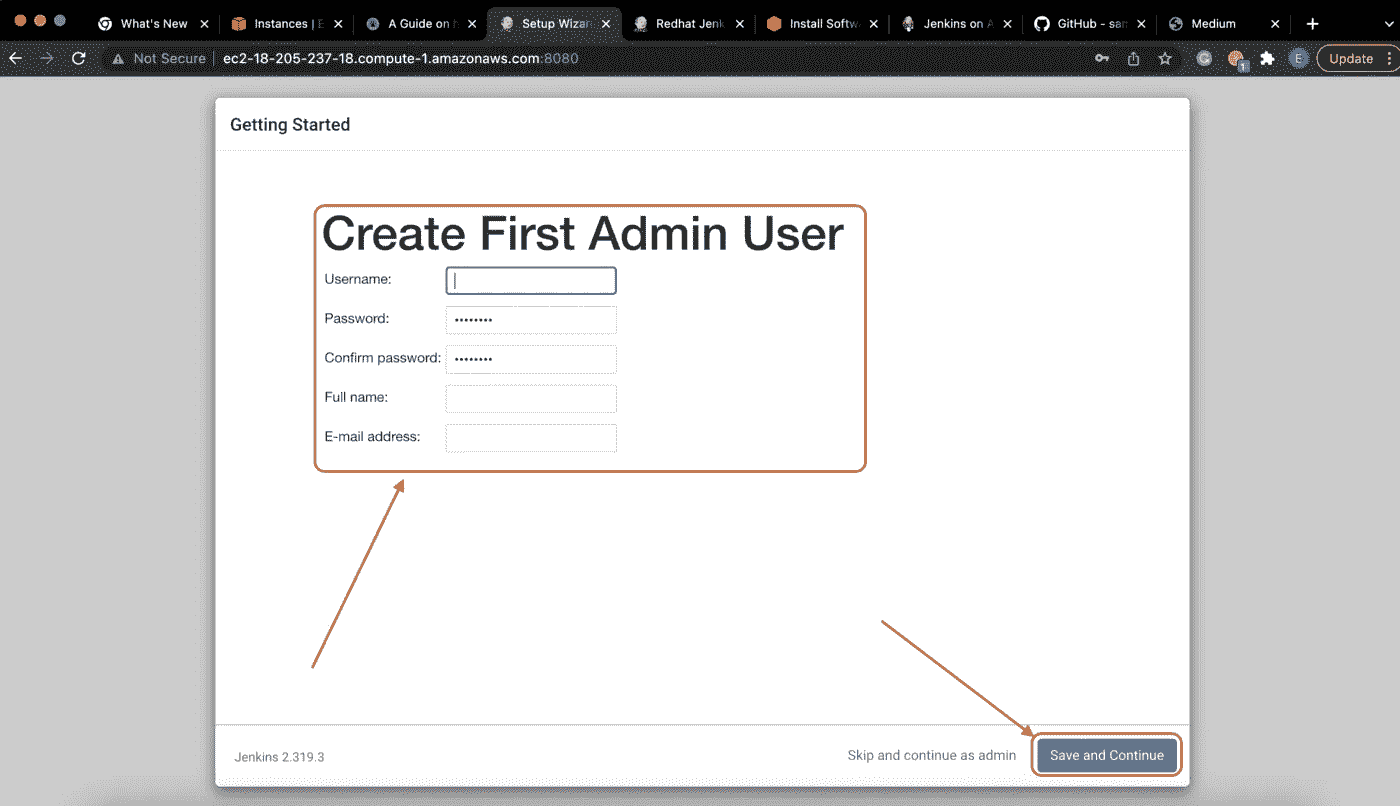 What's New
Instances | E
A Guide on h
Setup Wizar
Redhat Jenk
Install Softw
Jenkins on A
GitHub - sam
Medium
Not Secure | ec2-18-205-237-18.compute-1.amazonaws.com:8080
1
E
Update
Getting Started
Create First Admin User
Username:
Password: ••••••••
Confirm password: ••••••••
Full name:
E-mail address:
Jenkins 2.319.3
Skip and continue as admin
Save and Continue